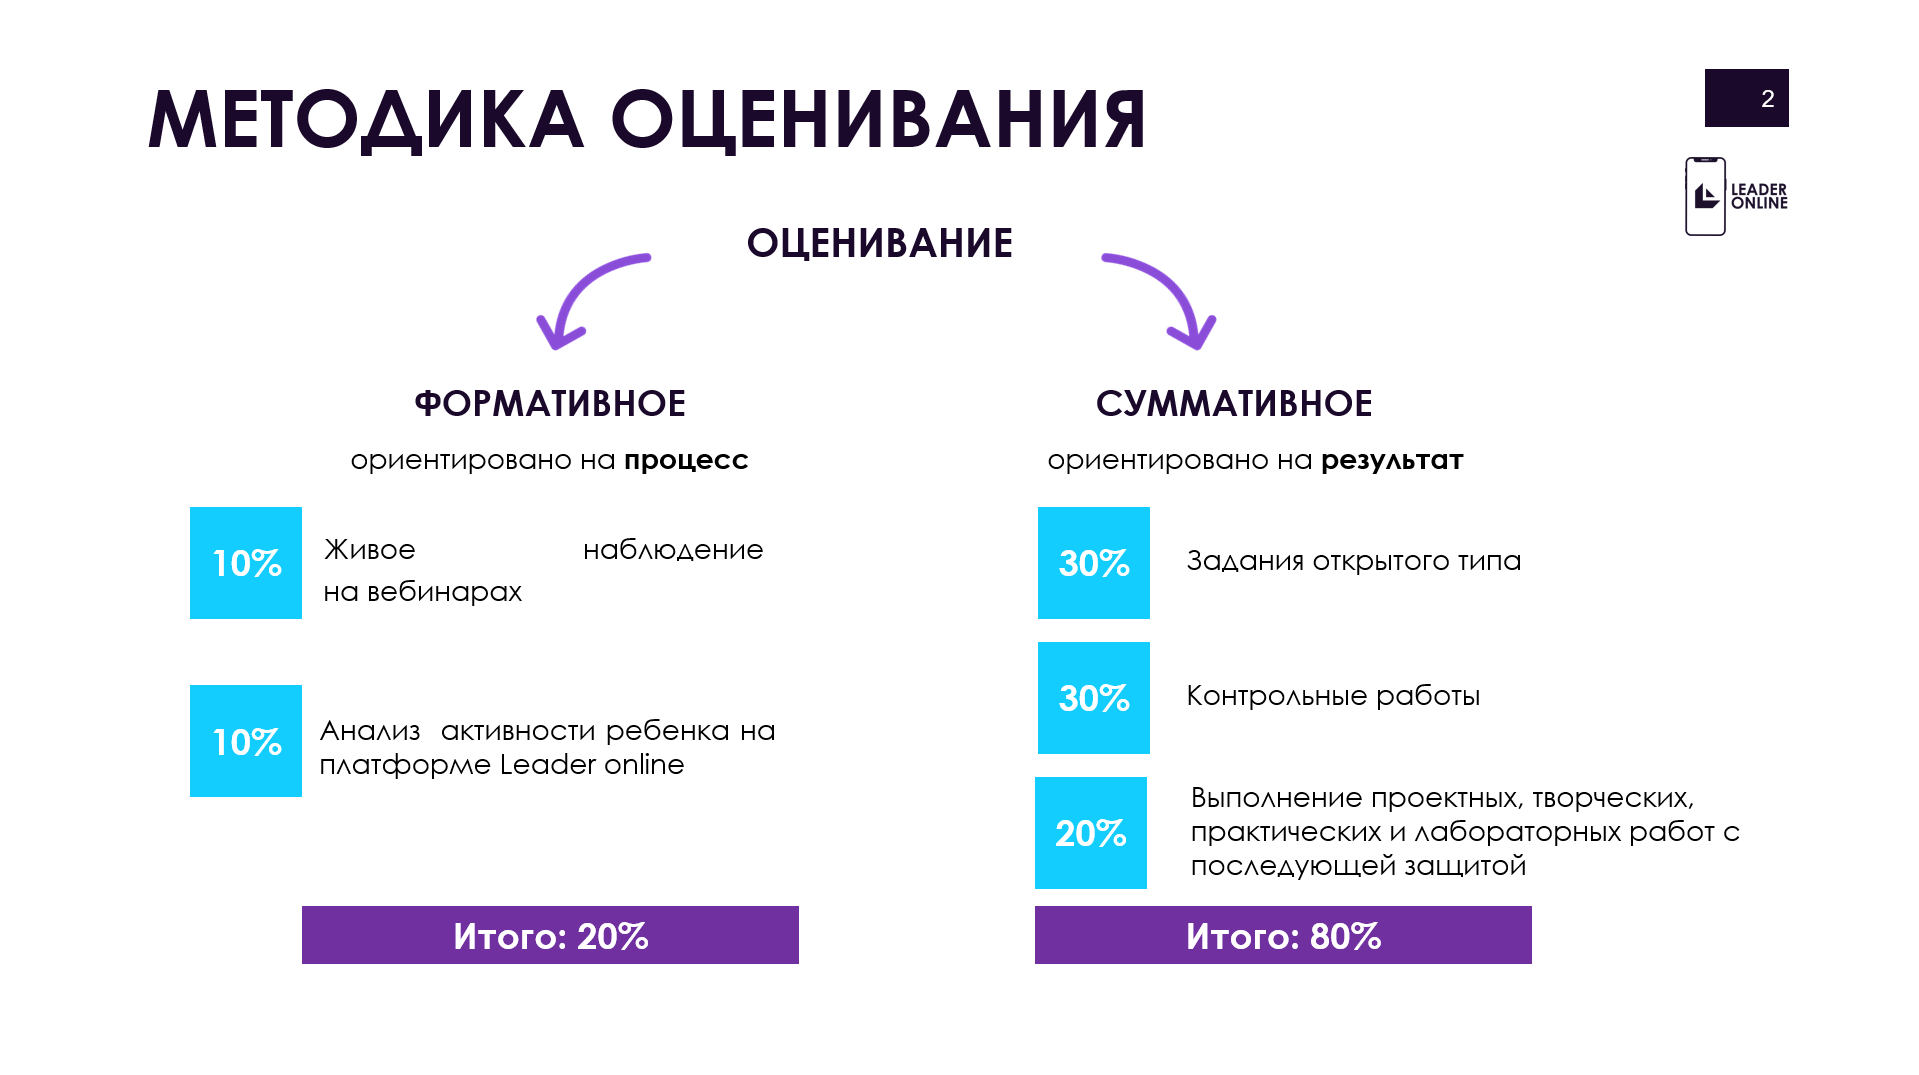 МЕТОДИКА ОЦЕНИВАНИЯ
2
LEADER
ONLINE
ОЦЕНИВАНИЕ
ФОРМАТИВНОЕ
ориентировано на процесс
10%
Живое наблюдение
на вебинарах
10%
Анализ активности ребенка на
платформе Leader online
Итого: 20%
СУММАТИВНОЕ
ориентировано на результат
30%
Задания открытого типа
30%
Контрольные работы
20%
Выполнение проектных, творческих,
практических и лабораторных работ с
последующей защитой
Итого: 80%